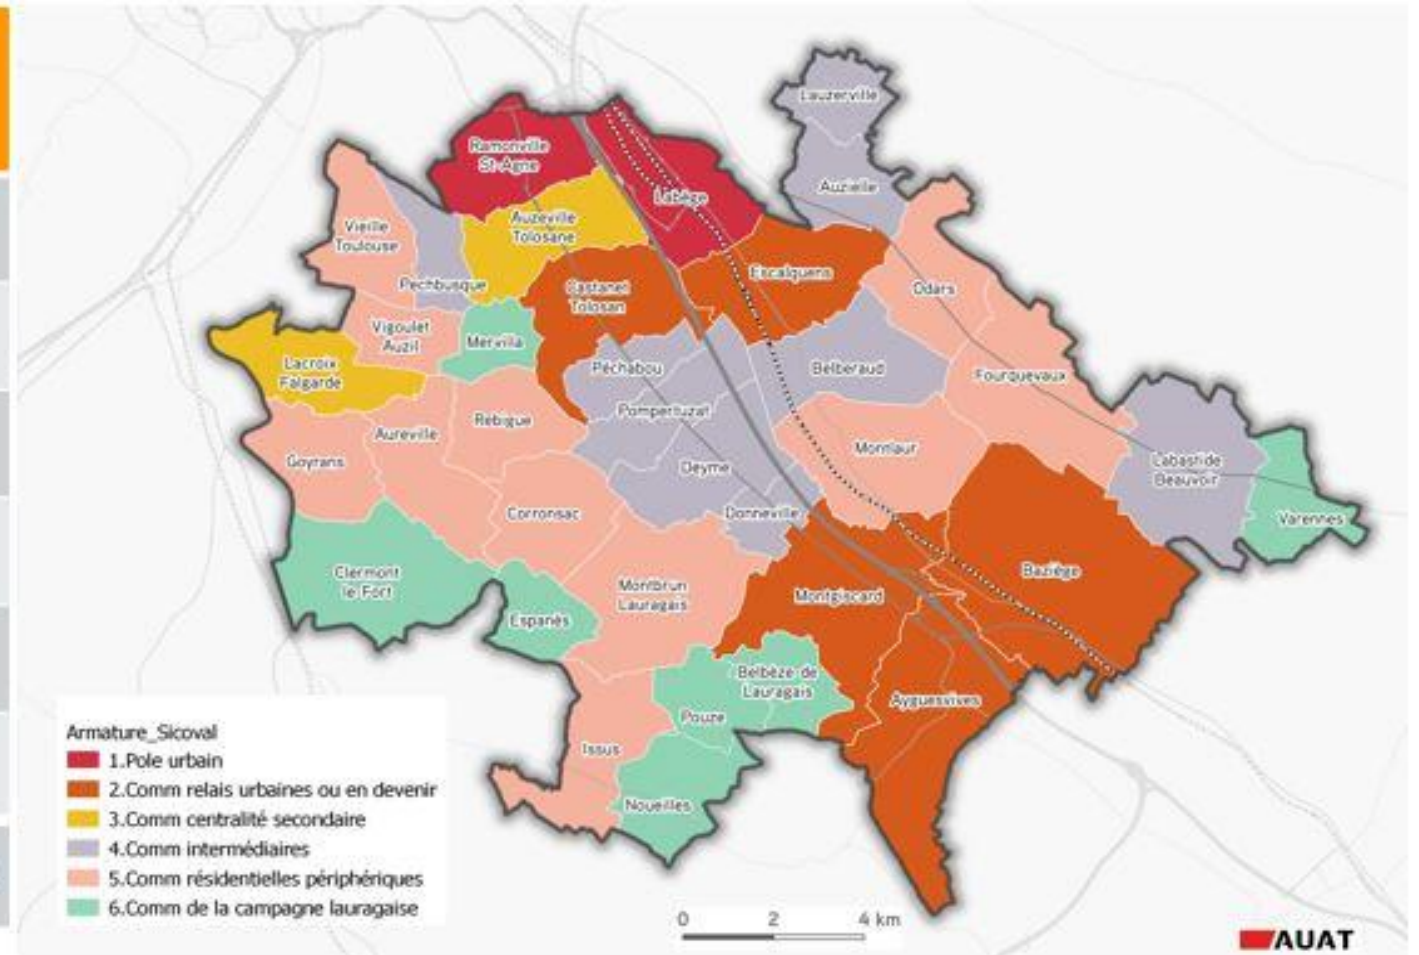 Lauzerville
Ramonville
St-Agne
Auzielle
Labège
Auzeville
Tolosane
Vieille
Toulouse
Escalquens
Pechbusque
Castanet
Tolosan
Odars
Vigoulet
Auzil
Mervilla
Lacroix
Falgarde
Péchabou
Belberaud
Fourquevaux
Pompertuzat
Rebigue
Aureville
Goyrans
Montlaur
Deyme
Labastide
Beauvoir
Corronsac
Donneville
Varennes
Clermont
le Fort
Montbrun
Lauragais
Baziège
Montgiscard
Espanès
Belbèze de
Lauragais
Ayguesvives
Pouze
Issus
Noueilles
Armature_Sicoval
1.Pole urbain
2.Comm relais urbaines ou en devenir
3.Comm centralité secondaire
4.Comm intermédiaires
5.Comm résidentielles périphériques
6.Comm de la campagne lauragaise
0 2 4 km
AUAT